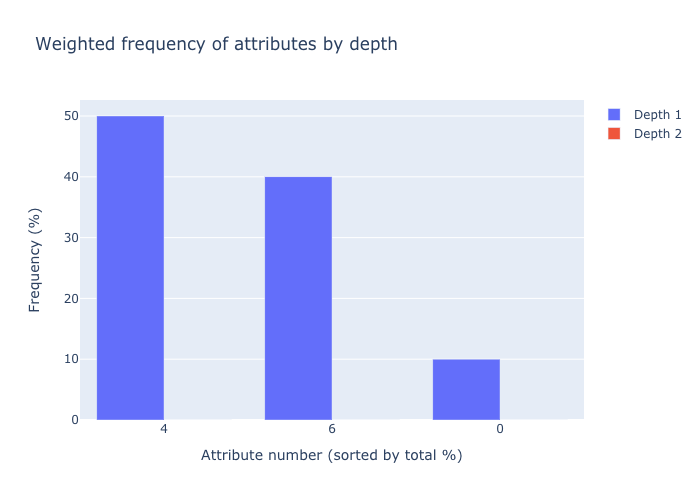 Weighted frequency of attributes by depth
Depth 1
Depth 2
Frequency (%)
50
40
30
20
10
0
4
6
0
Attribute number (sorted by total %)